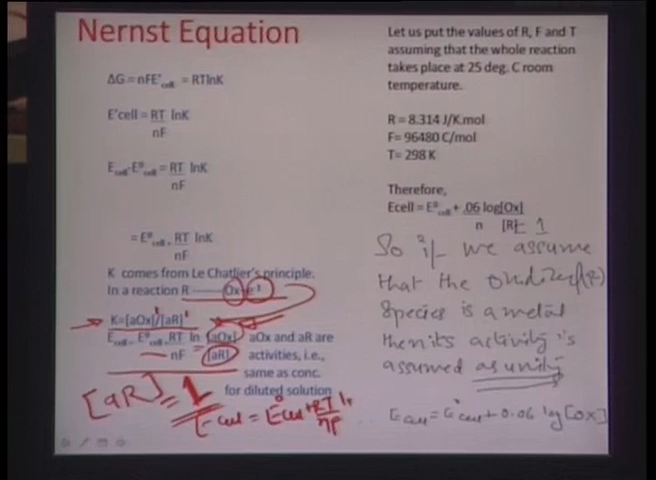 Nernst Equation
ΔG = nFE°cell = RTlnK
E°cell = RT lnK
nF
Ecell-E°cell = RT lnK
nF
= E°cell, RT lnK
nF
K comes from Le Chatlier's principle.
In a reaction R -------- Ox+e-1
K=[aOx]/[aR]
Ecell= E°cell, RT ln [aOx] aOx and aR are
nF [aR] activities, i.e.,
same as conc.
for diluted solution
[aR] = 1
Ecell = E°cell + RT ln
nF
Let us put the values of R, F and T
assuming that the whole reaction
takes place at 25 deg. C room
temperature.
R = 8.314 J/K.mol
F= 96480 C/mol
T= 298 K
Therefore,
Ecell = E°cell + .06 log[Ox]
n [R]= 1
So if we assume
that the (R)
Species is a metal
then its activity is
assumed as unity
Ecell = E°cell + 0.06 log[OX]